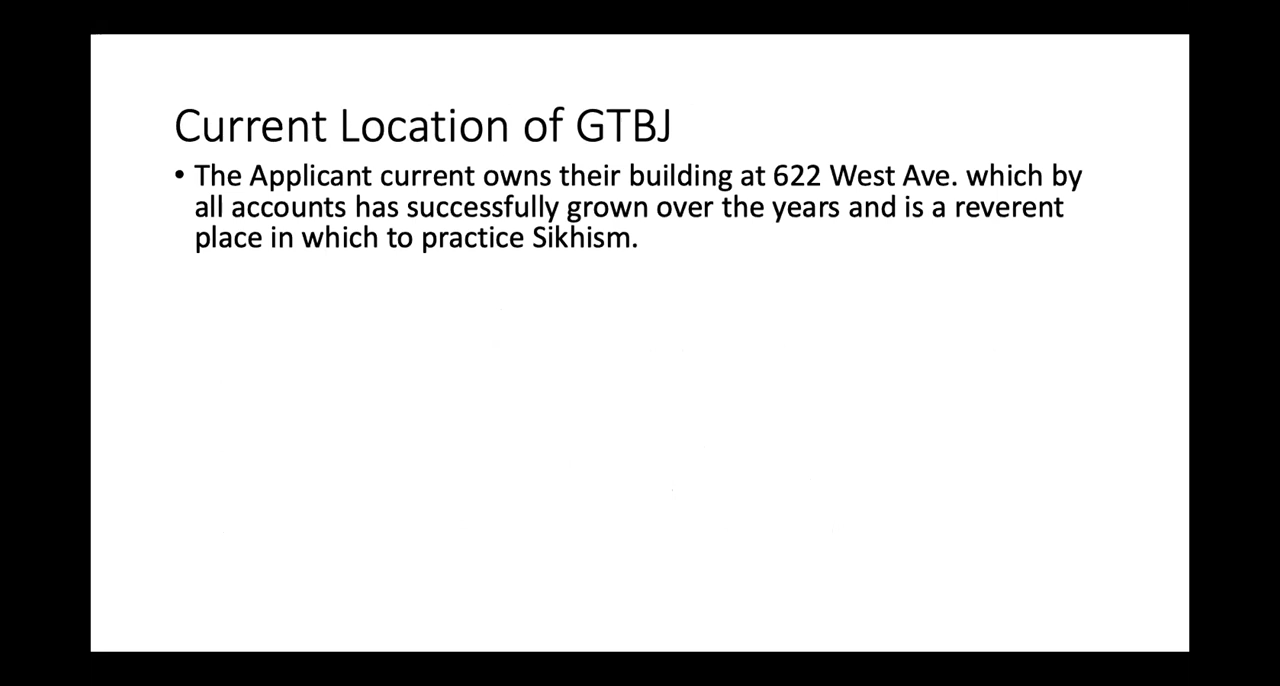 Current Location of GTBJ
• The Applicant current owns their building at 622 West Ave. which by
all accounts has successfully grown over the years and is a reverent
place in which to practice Sikhism.